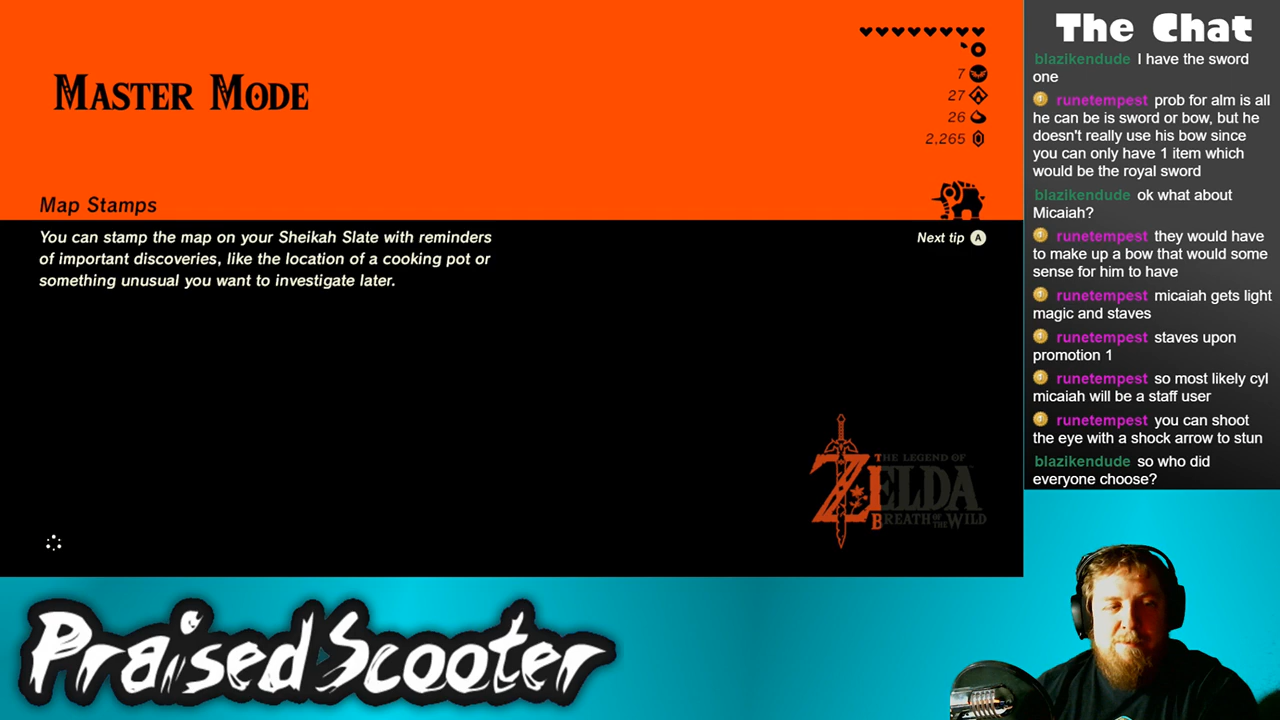 MASTER MODE
7
27
26
2,265
Map Stamps
You can stamp the map on your Sheikah Slate with reminders
of important discoveries, like the location of a cooking pot or
something unusual you want to investigate later.
Next tip A
THE LEGEND OF
ZELDA
BREATH OF THE WILD
PraisedScooter
The Chat
blazikendude I have the sword
one
runetempest prob for alm is all
he can be is sword or bow, but he
doesn't really use his bow since
you can only have 1 item which
would be the royal sword
blazikendude ok what about
Micaiah?
runetempest they would have
to make up a bow that would some
sense for him to have
runetempest micaiah gets light
magic and staves
runetempest staves upon
promotion 1
runetempest so most likely cyl
micaiah will be a staff user
runetempest you can shoot
the eye with a shock arrow to stun
blazikendude so who did
everyone choose?